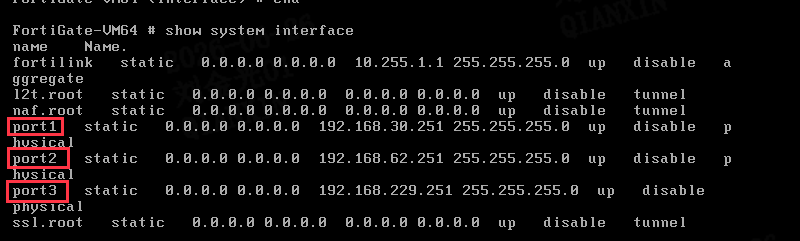 FortiGate-VM64 # show system interface
name    Name.
fortilink   static   0.0.0.0 0.0.0.0  10.255.1.1 255.255.255.0  up   disable   a
ggregate
l2t.root   static   0.0.0.0 0.0.0.0  0.0.0.0 0.0.0.0  up   disable   tunnel
naf.root   static   0.0.0.0 0.0.0.0  0.0.0.0 0.0.0.0  up   disable   tunnel
port1   static   0.0.0.0 0.0.0.0  192.168.30.251 255.255.255.0  up   disable   p
hysical
port2   static   0.0.0.0 0.0.0.0  192.168.62.251 255.255.255.0  up   disable   p
hysical
port3   static   0.0.0.0 0.0.0.0  192.168.229.251 255.255.255.0  up   disable
physical
ssl.root   static   0.0.0.0 0.0.0.0  0.0.0.0 0.0.0.0  up   disable   tunnel
QIANXIN